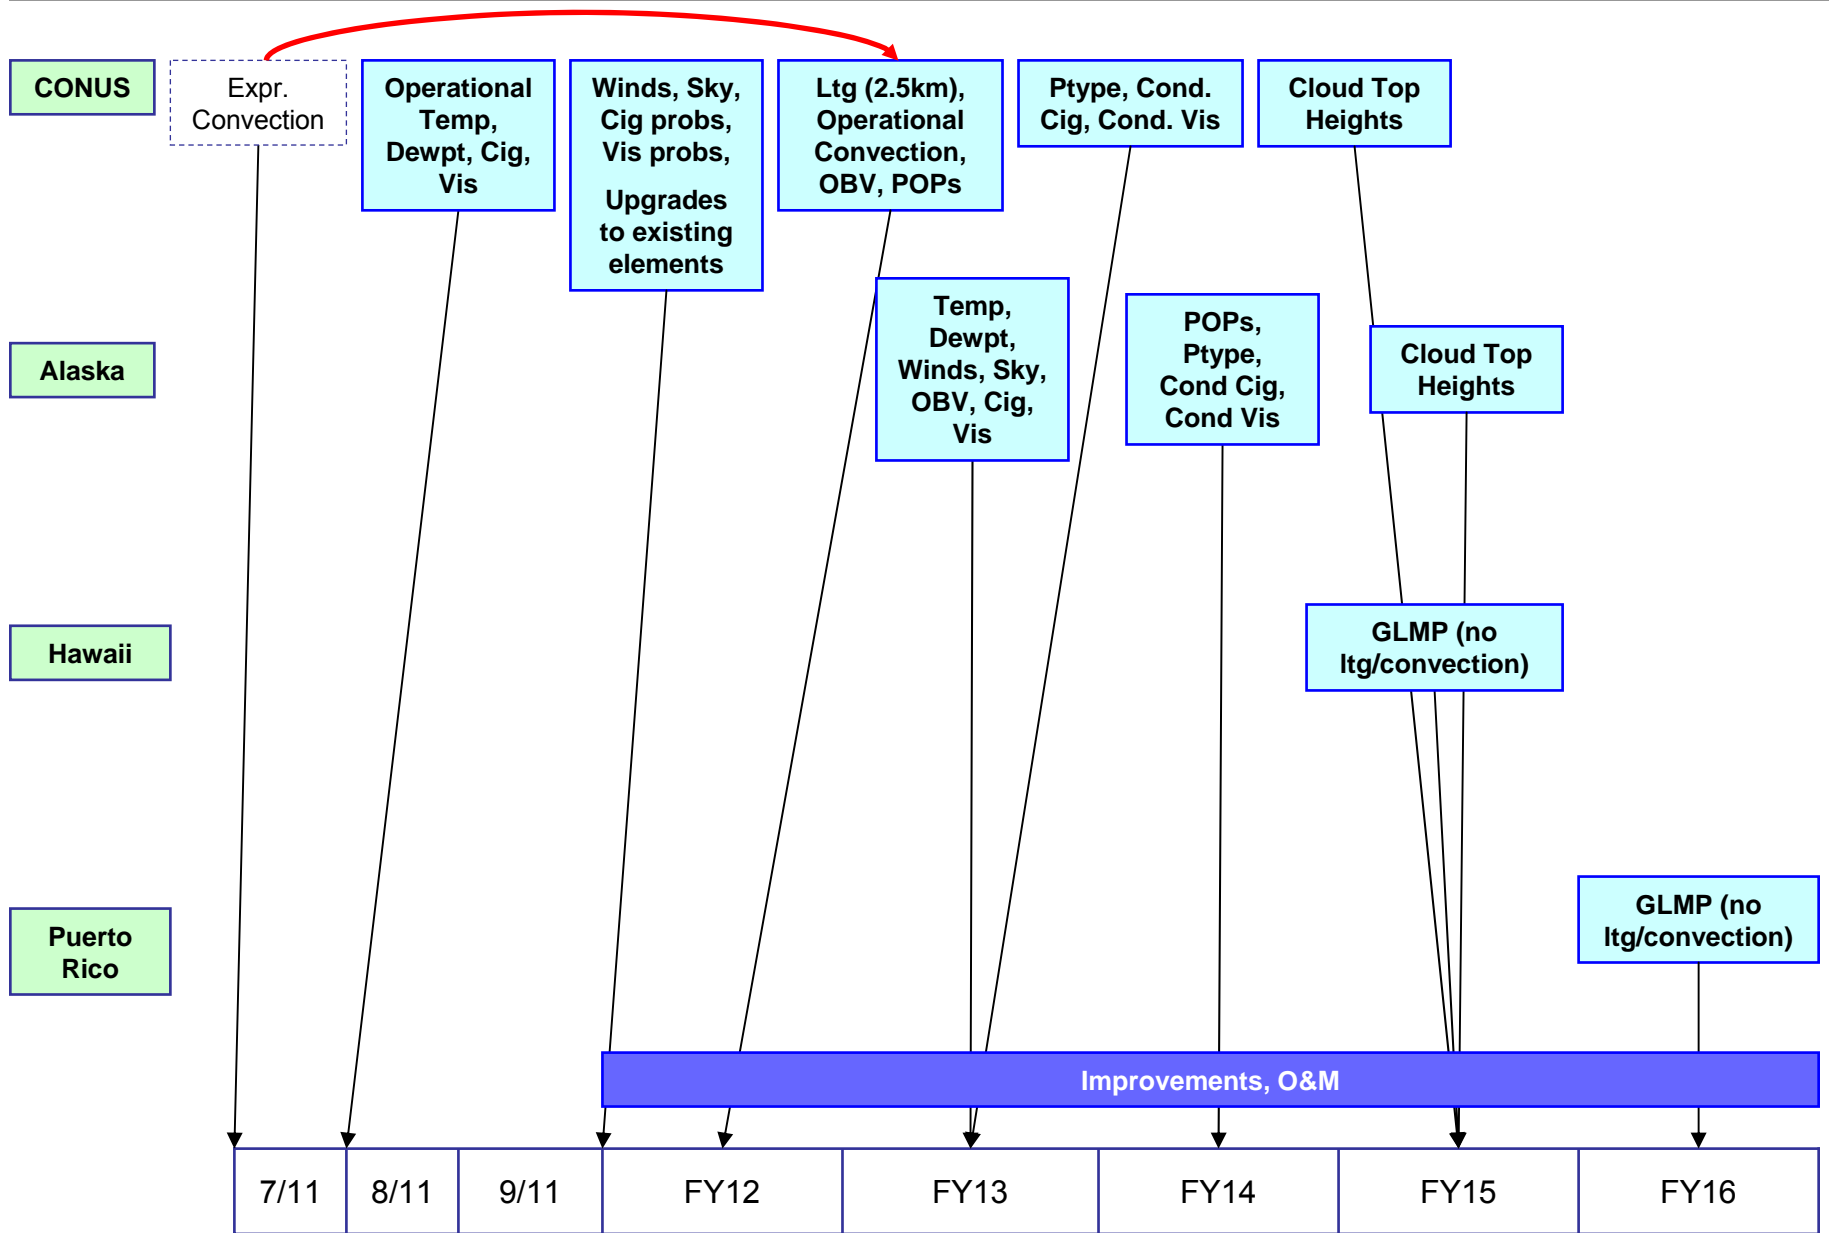 CONUS
Expr.
Convection
Operational
Temp,
Dewpt, Cig,
Vis
Winds, Sky,
Cig probs,
Vis probs,
Upgrades
to existing
elements
Ltg (2.5km),
Operational
Convection,
OBV, POPs
Ptype, Cond.
Cig, Cond. Vis
Cloud Top
Heights
Alaska
Temp,
Dewpt,
Winds, Sky,
OBV, Cig,
Vis
POPs,
Ptype,
Cond Cig,
Cond Vis
Cloud Top
Heights
Hawaii
GLMP (no
ltg/convection)
Puerto
Rico
GLMP (no
ltg/convection)
Improvements, O&M
7/11
8/11
9/11
FY12
FY13
FY14
FY15
FY16